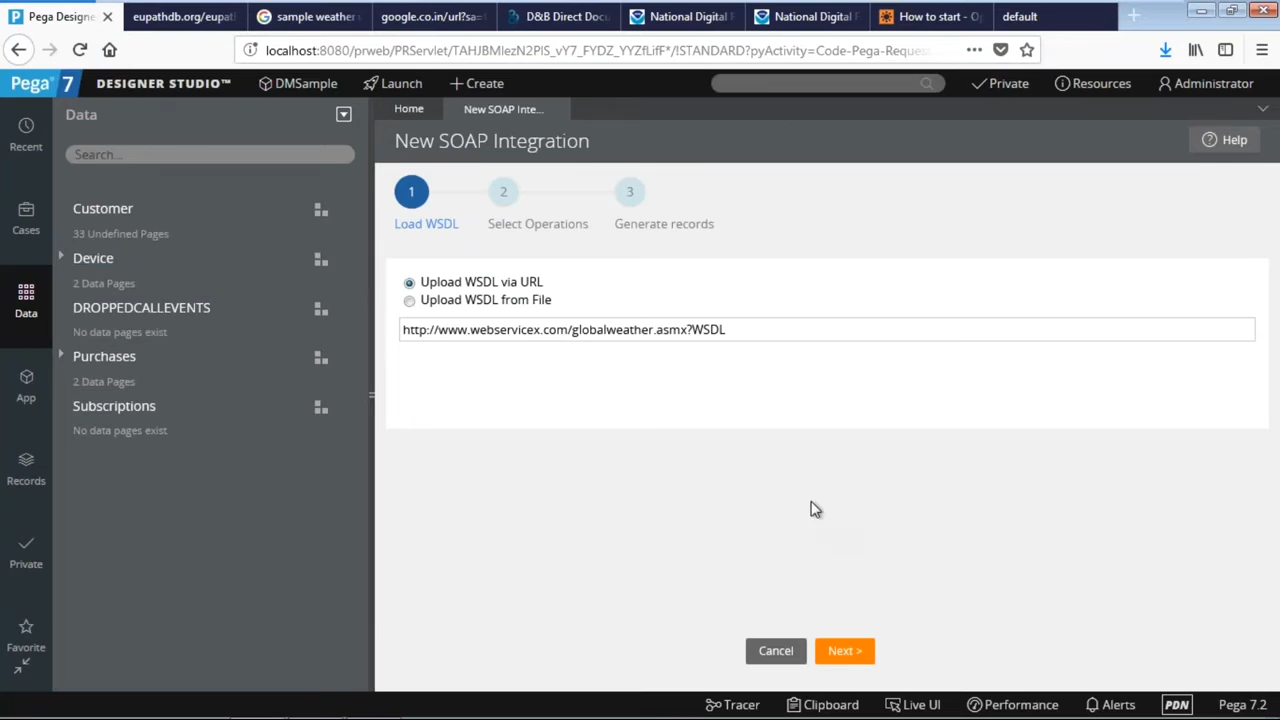 Pega Designe
eupathdb.org/eupatl
sample weather
google.co.in/url?sa=
D&B Direct Docu
National Digital F
National Digital F
How to start - O
default
localhost:8080/prweb/PRServlet/
?pyActivity=Code-Pega-Reque
Pega 7 DESIGNER STUDIO™
DMSample
Launch
Create
Private
Resources
Administrator
Recent
Cases
Data
App
Records
Private
Favorite
Data
Search...
Customer
33 Undefined Pages
Device
2 Data Pages
DROPPEDCALLEVENTS
No data pages exist
Purchases
2 Data Pages
Subscriptions
No data pages exist
Home
New SOAP Inte...
New SOAP Integration
Help
1
2
3
Load WSDL
Select Operations
Generate records
Upload WSDL via URL
Upload WSDL from File
http://www.webservicex.com/globalweather.asmx?WSDL
Cancel
Next >
Tracer
Clipboard
Live UI
Performance
Alerts
PDN
Pega 7.2